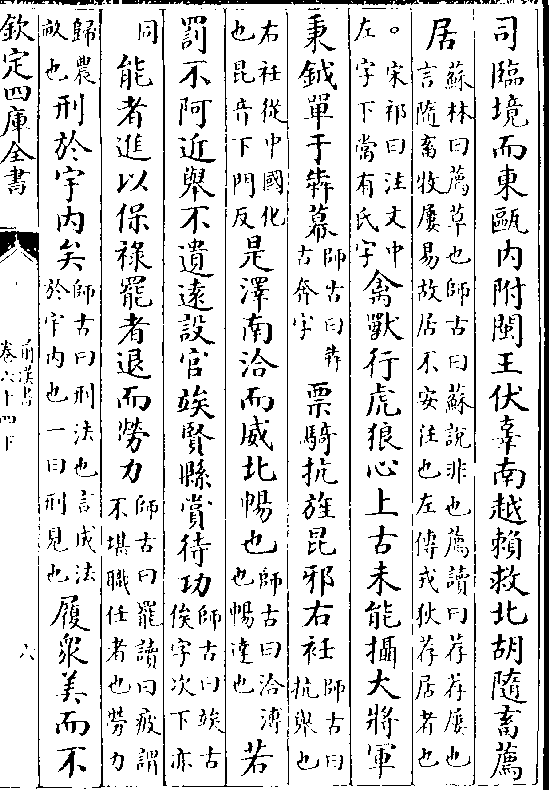 司臨境而東甌内附閩王伏辜南越賴救北胡隨畜薦
居蘇林曰薦草也師古曰蘇說非也薦讀曰荐荐屢也言隨畜牧屢易故居不安住也左傳戎狄荐居者也
。宋祁曰注文中左字下當有氏字禽獸行虎狼心上古未能攝大將軍
秉鉞單于犇幕師古曰犇古奔字票騎抗旌昆邪右衽師古曰抗舉也
右衽從中國化也昆音下門反是澤南洽而威北暢也師古曰洽溥也暢達也若
罰不阿近舉不遺遠設官竢賢縣賞待功師古曰竢古俟字次下亦
同能者進以保祿罷者退而勞力師古曰罷讀曰疲謂不堪職任者也勞力
歸農畝也刑於宇内矣師古曰刑法也言成法於宇内也一曰刑見也履衆美而不
欽定四庫全書
前漢書
卷六十四下
六